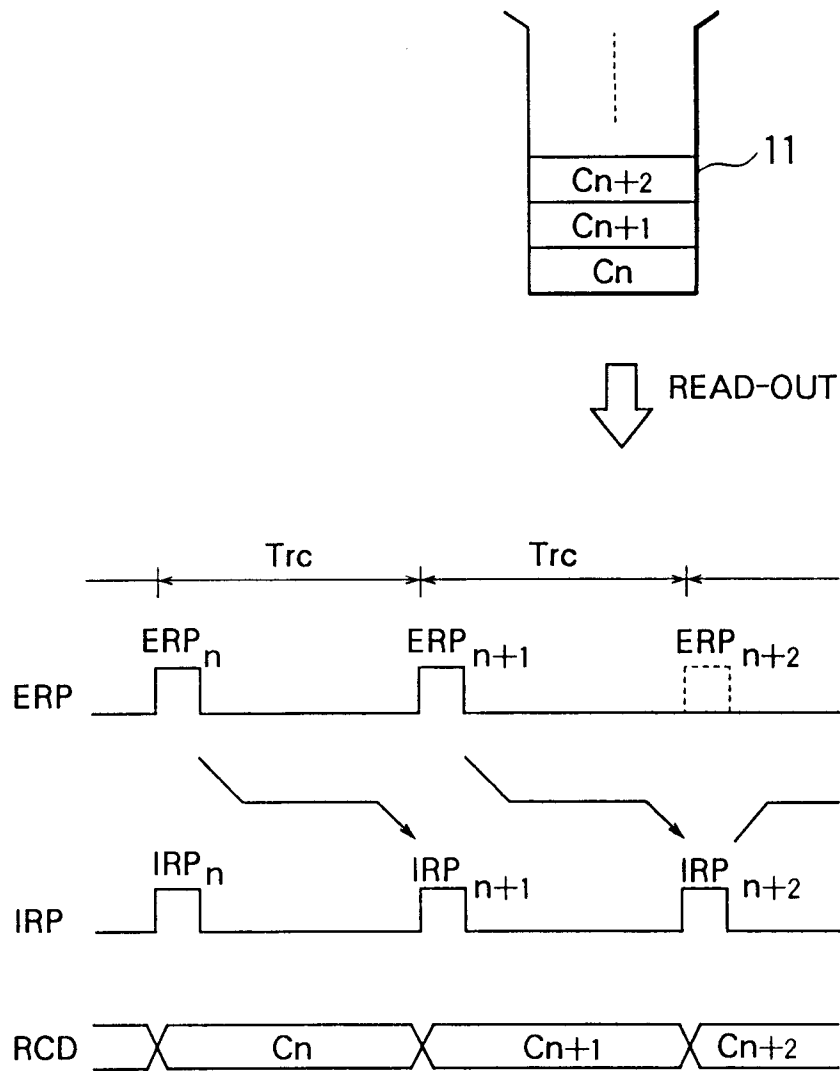 11
Cn+2
Cn+1
Cn
READ-OUT
Trc Trc
ERPn ERPn+1 ERPn+2
ERP
IRPn IRPn+1 IRPn+2
IRP
RCD Cn Cn+1 Cn+2